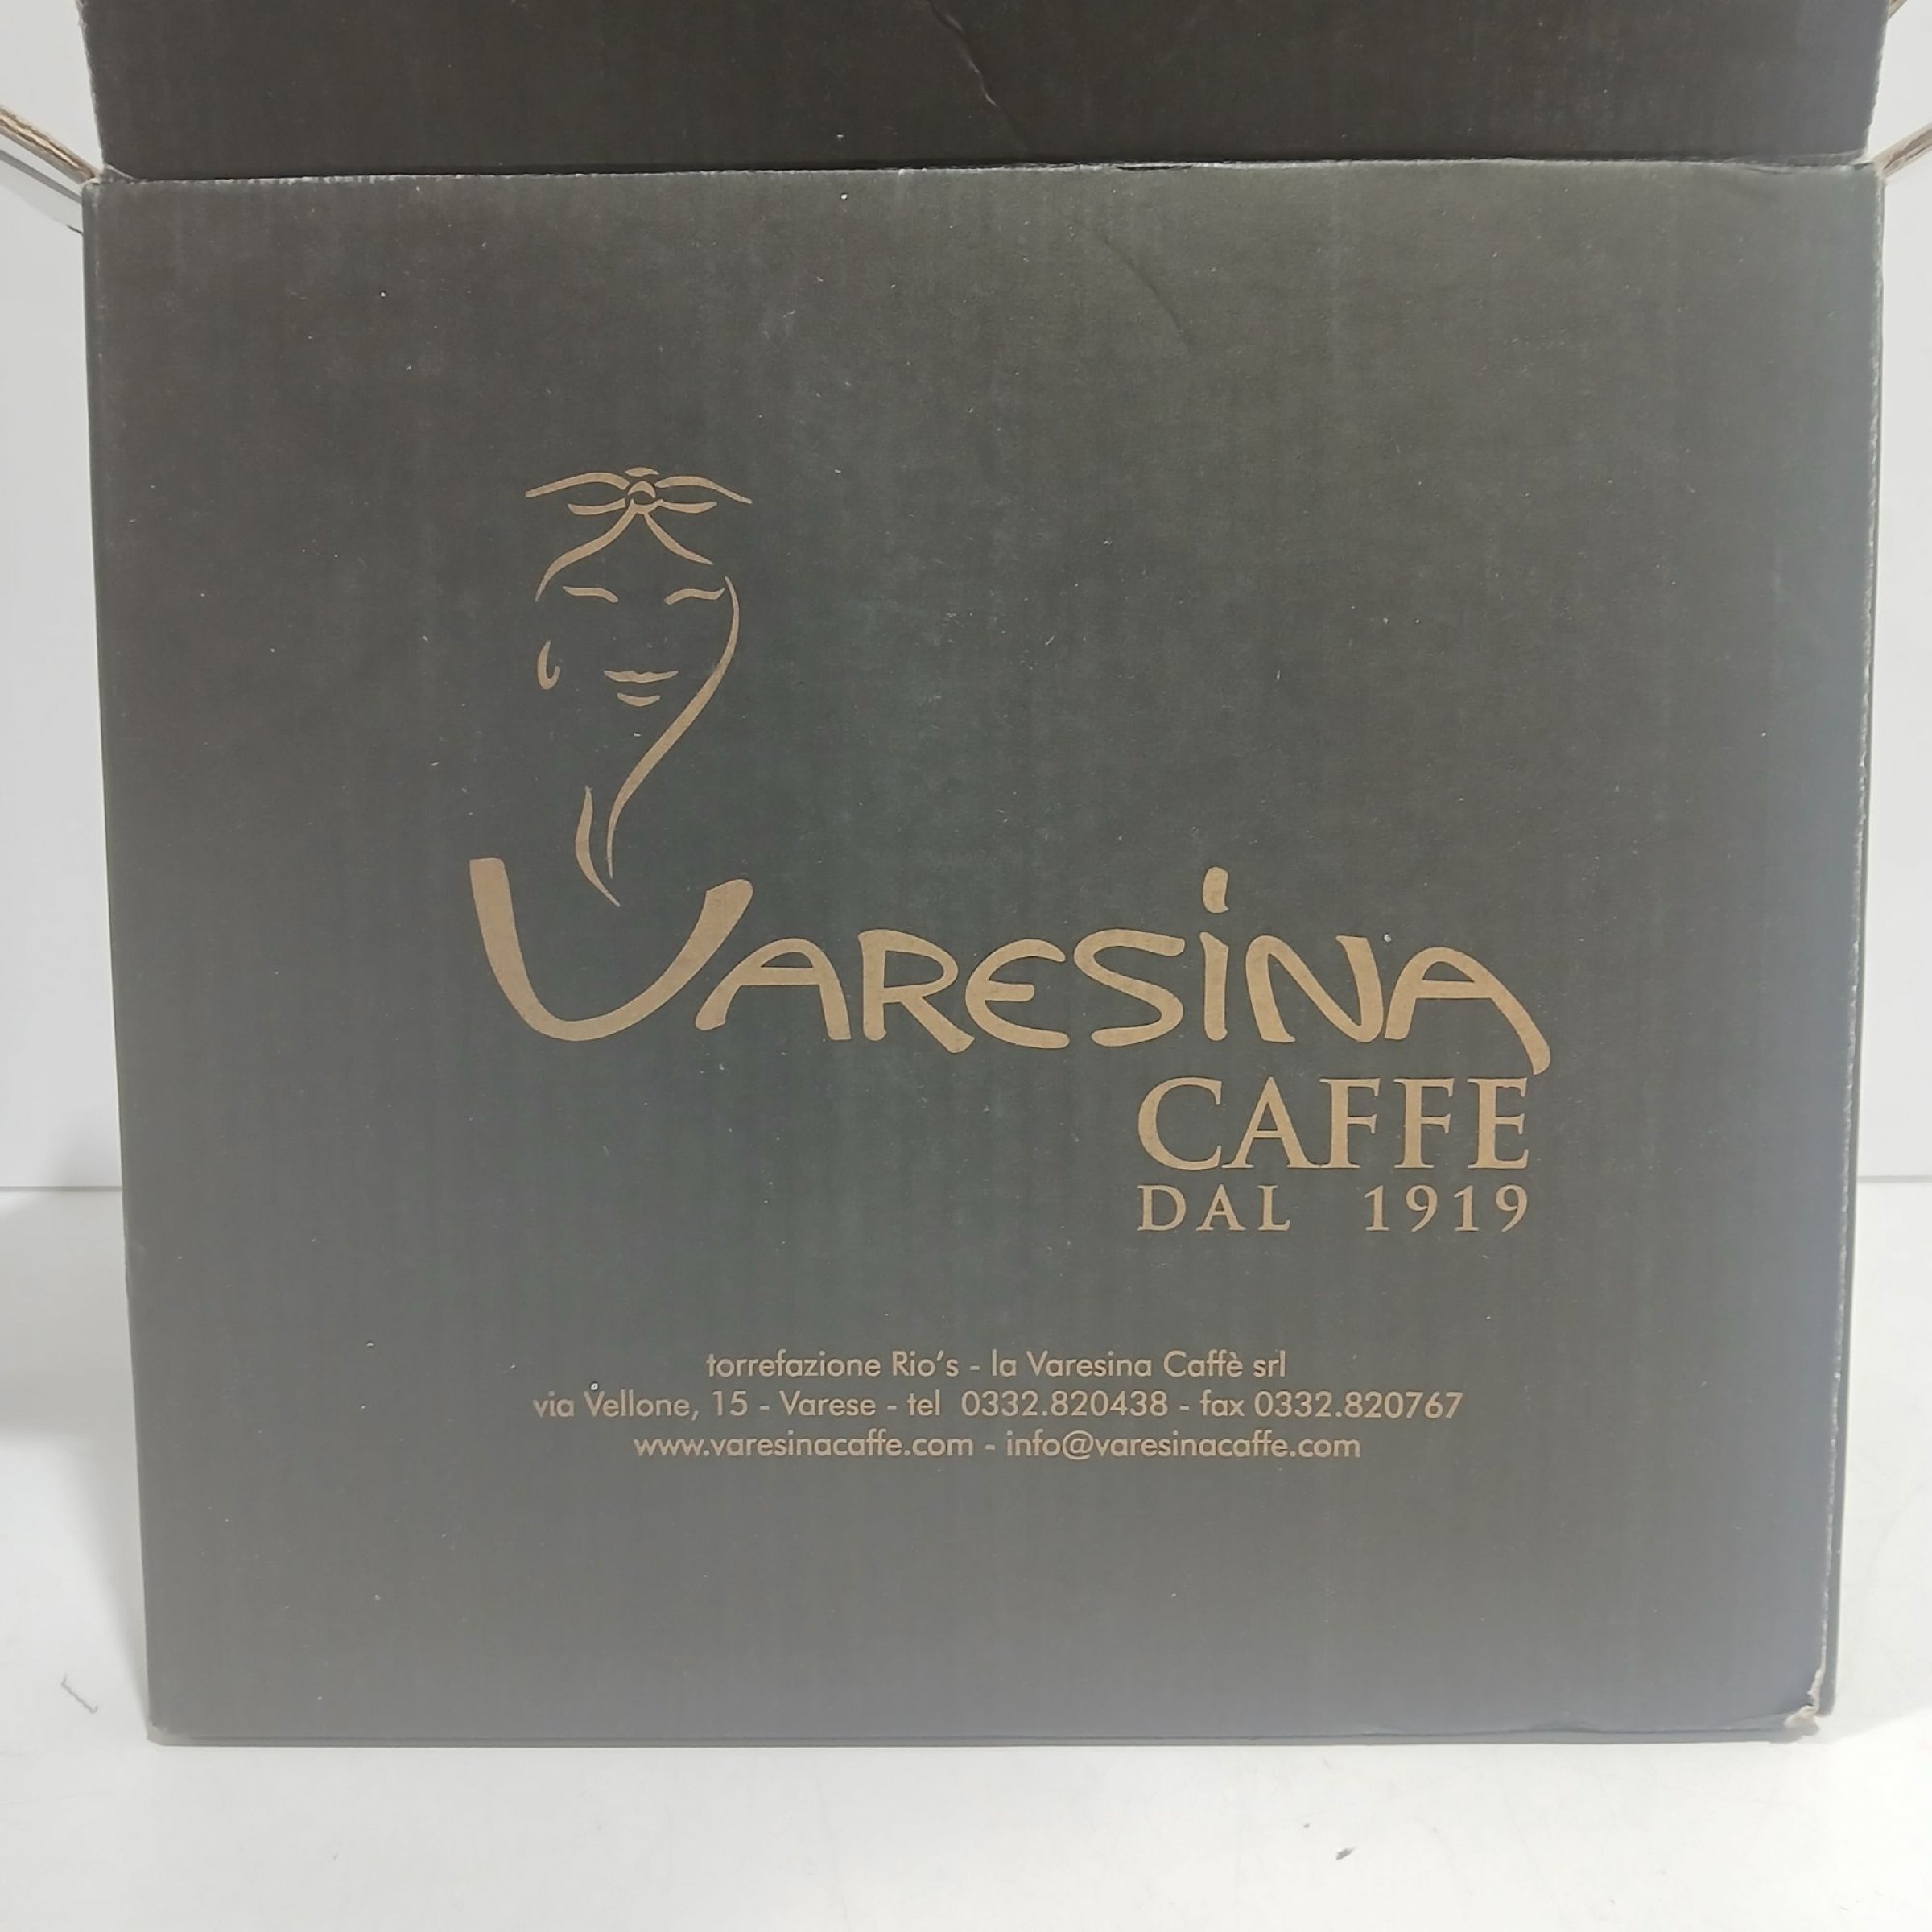 VARESiNA
CAFFE
DAL 1919
torrefazione Rio's - la Varesina Caffè srl
via Vellone, 15 - Varese - tel 0332.820438 - fax 0332.820767
www.varesinacaffe.com - info@varesinacaffe.com